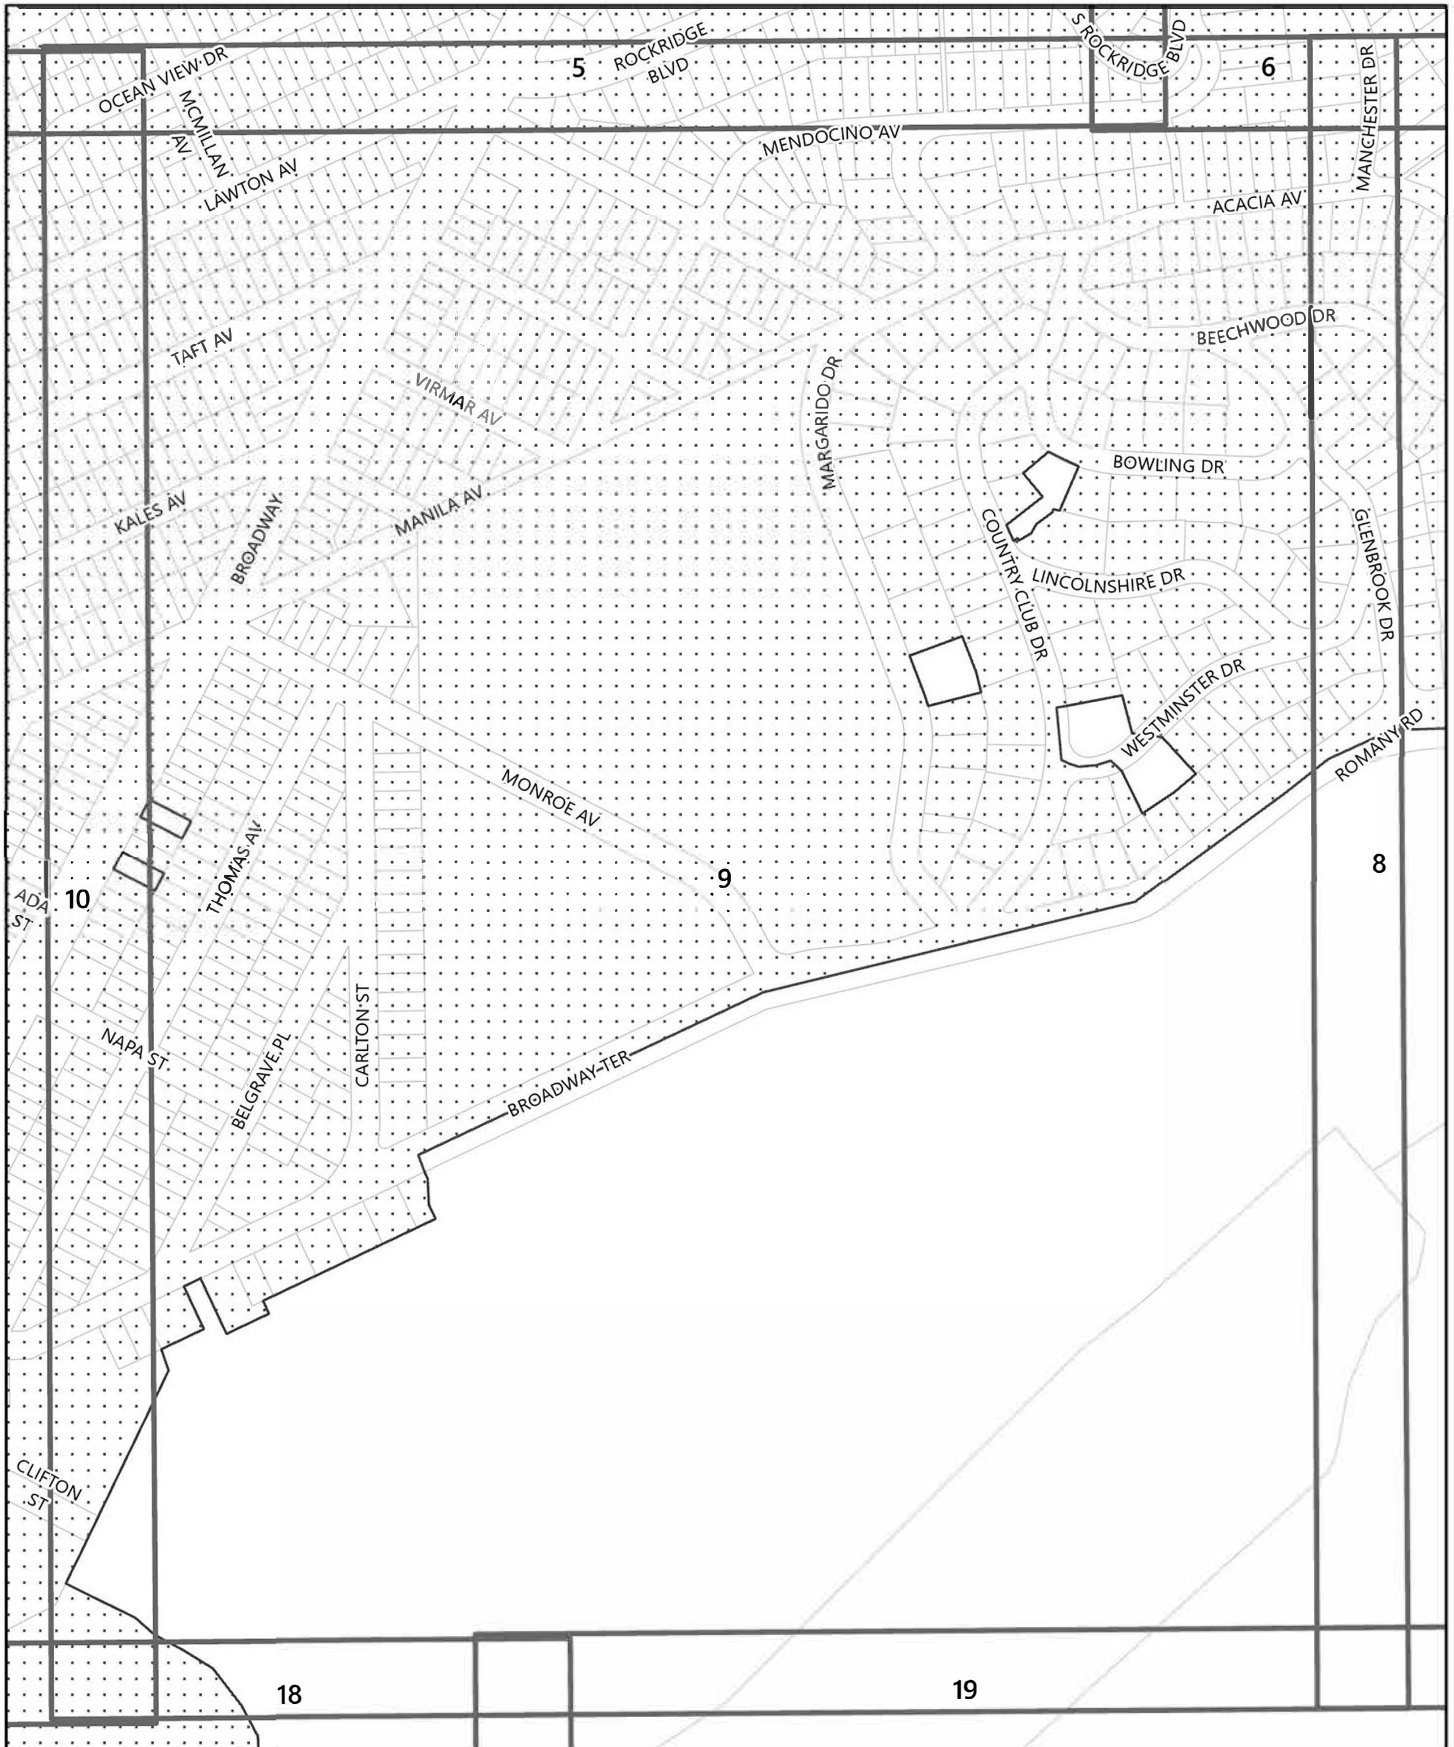 S ROCKRIDGE BLVD
ROCKRIDGE
BLVD
5
6
OCEAN VIEW DR
MANCHESTER DR
MCMILLAN
AV
MENDOCINO AV
LAWTON AV
ACACIA AV
BEECHWOOD DR
TAFT AV
VIRMAR AV
MARGARIDO DR
BOWLING DR
KALES AV
BROADWAY
MANILA AV
COUNTRY CLUB DR
GLENBROOK DR
LINCOLNSHIRE DR
WESTMINSTER DR
ROMANY RD
MONROE AV
THOMAS AV
9
8
ADA
ST
10
NAPA ST
BELGRAVE PL
CARLTON ST
BROADWAY TER
CLIFTON
ST
18
19